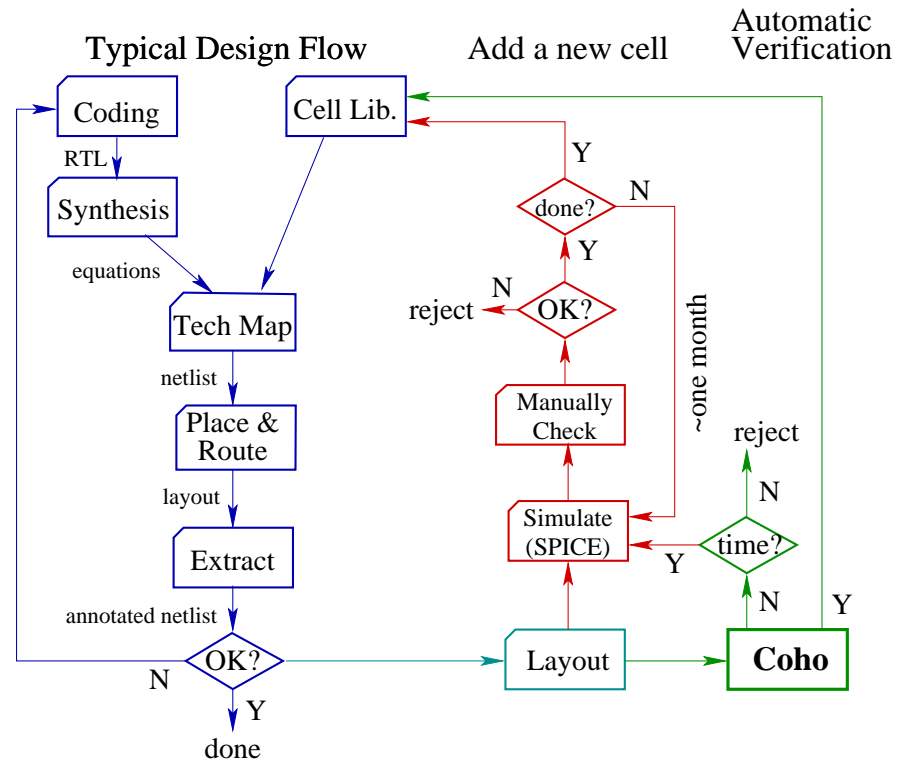 Typical Design Flow
Add a new cell
Automatic
Verification
Coding
RTL
Synthesis
equations
Cell Lib.
Tech Map
netlist
Place &
Route
layout
Extract
annotated netlist
OK?
N
Y
done
Y
done?
N
Y
OK?
N
reject
~one month
Manually
Check
Simulate
(SPICE)
Layout
reject
N
time?
Y
N
Y
Coho